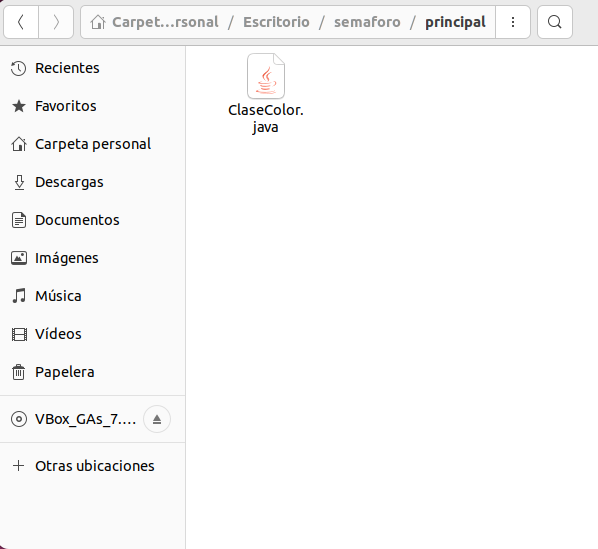 Carpet…rsonal / Escritorio / semaforo / principal
Recientes
Favoritos
Carpeta personal
Descargas
Documentos
Imágenes
Música
Vídeos
Papelera
VBox_GAs_7.…
Otras ubicaciones
ClaseColor.
java